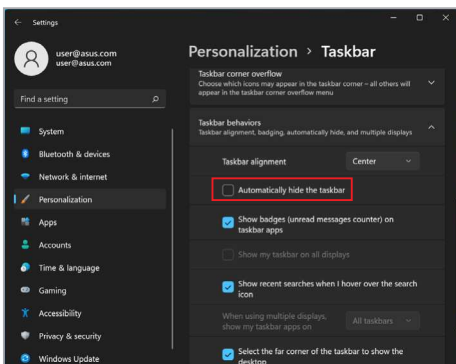 Settings
user@asus.com
user@asus.com
Find a setting
System
Bluetooth & devices
Network & internet
Personalization
Apps
Accounts
Time & language
Gaming
Accessibility
Privacy & security
Windows Update
Personalization > Taskbar
Taskbar corner overflow
Choose which icons may appear in the taskbar corner – all others will
appear in the taskbar corner overflow menu
Taskbar behaviors
Taskbar alignment, badging, automatically hide, and multiple displays
Taskbar alignment
Center
Automatically hide the taskbar
Show badges (unread messages counter) on
taskbar apps
Show my taskbar on all displays
Show recent searches when I hover over the search
icon
When using multiple displays,
show my taskbar apps on
All taskbars
Select the far corner of the taskbar to show the
desktop